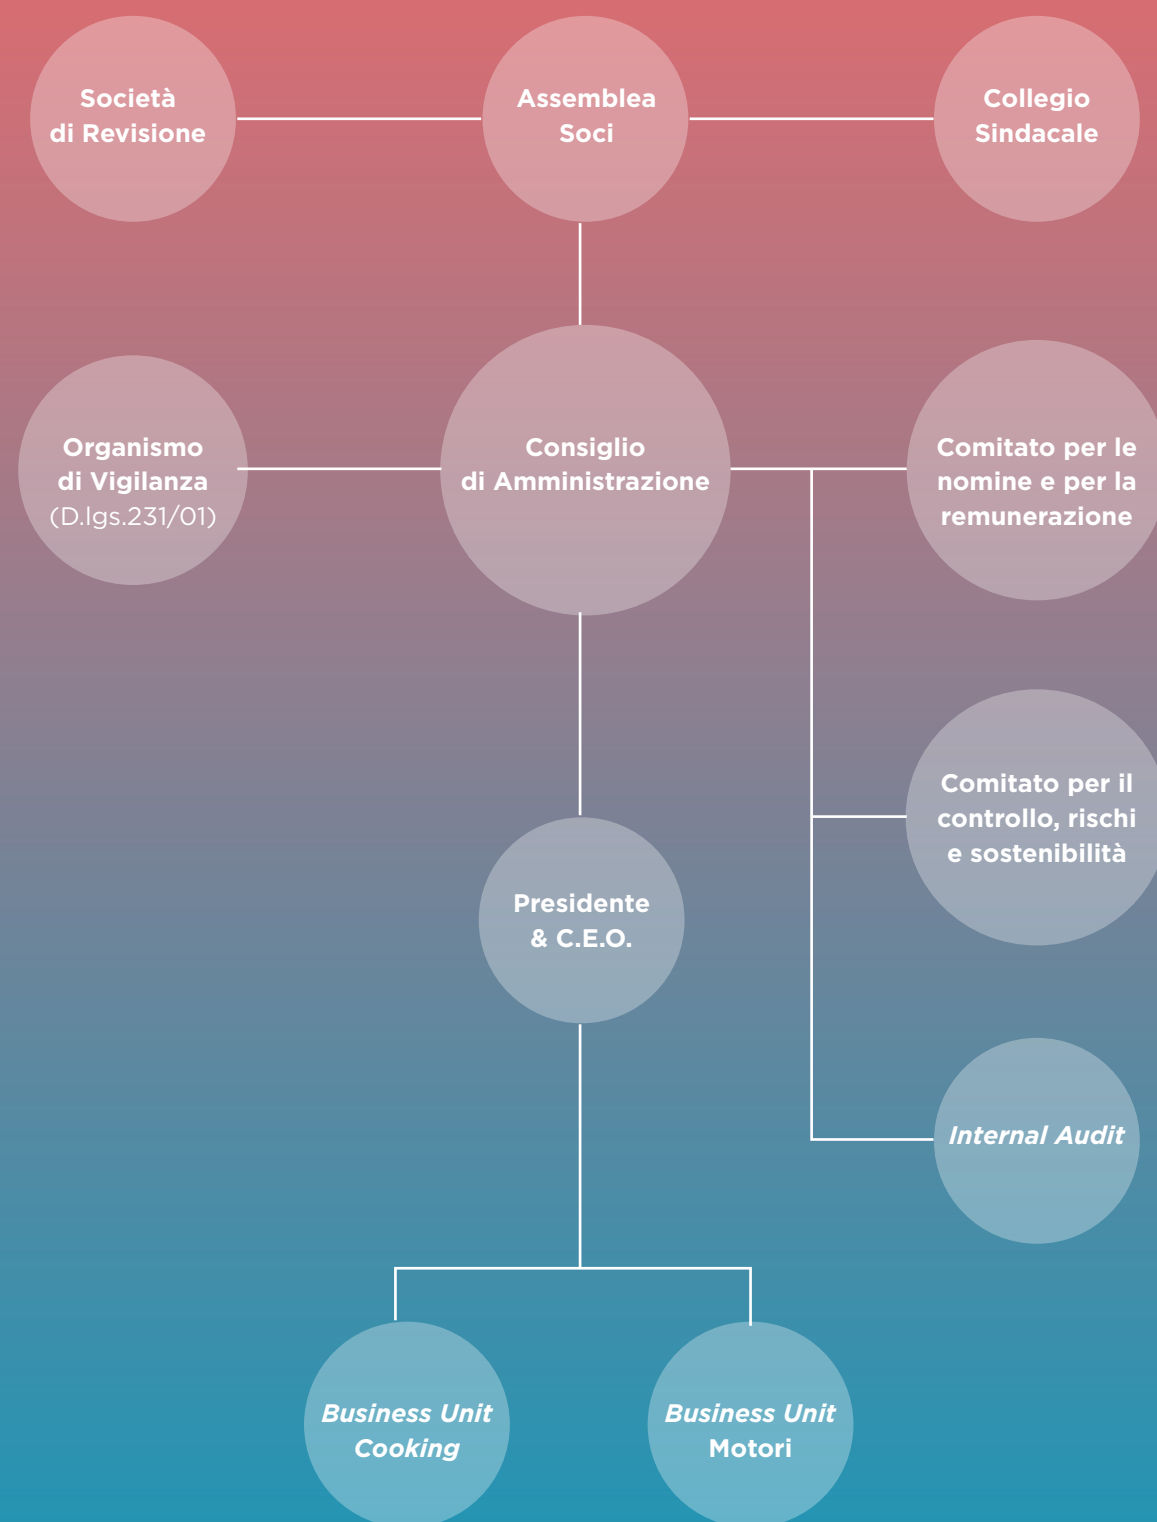 Società
di Revisione
Assemblea
Soci
Collegio
Sindacale
Organismo
di Vigilanza
(D.lgs.231/01)
Consiglio
di Amministrazione
Comitato per le
nomine e per la
remunerazione
Comitato per il
controllo, rischi
e sostenibilità
Presidente
& C.E.O.
Internal Audit
Business Unit
Cooking
Business Unit
Motori